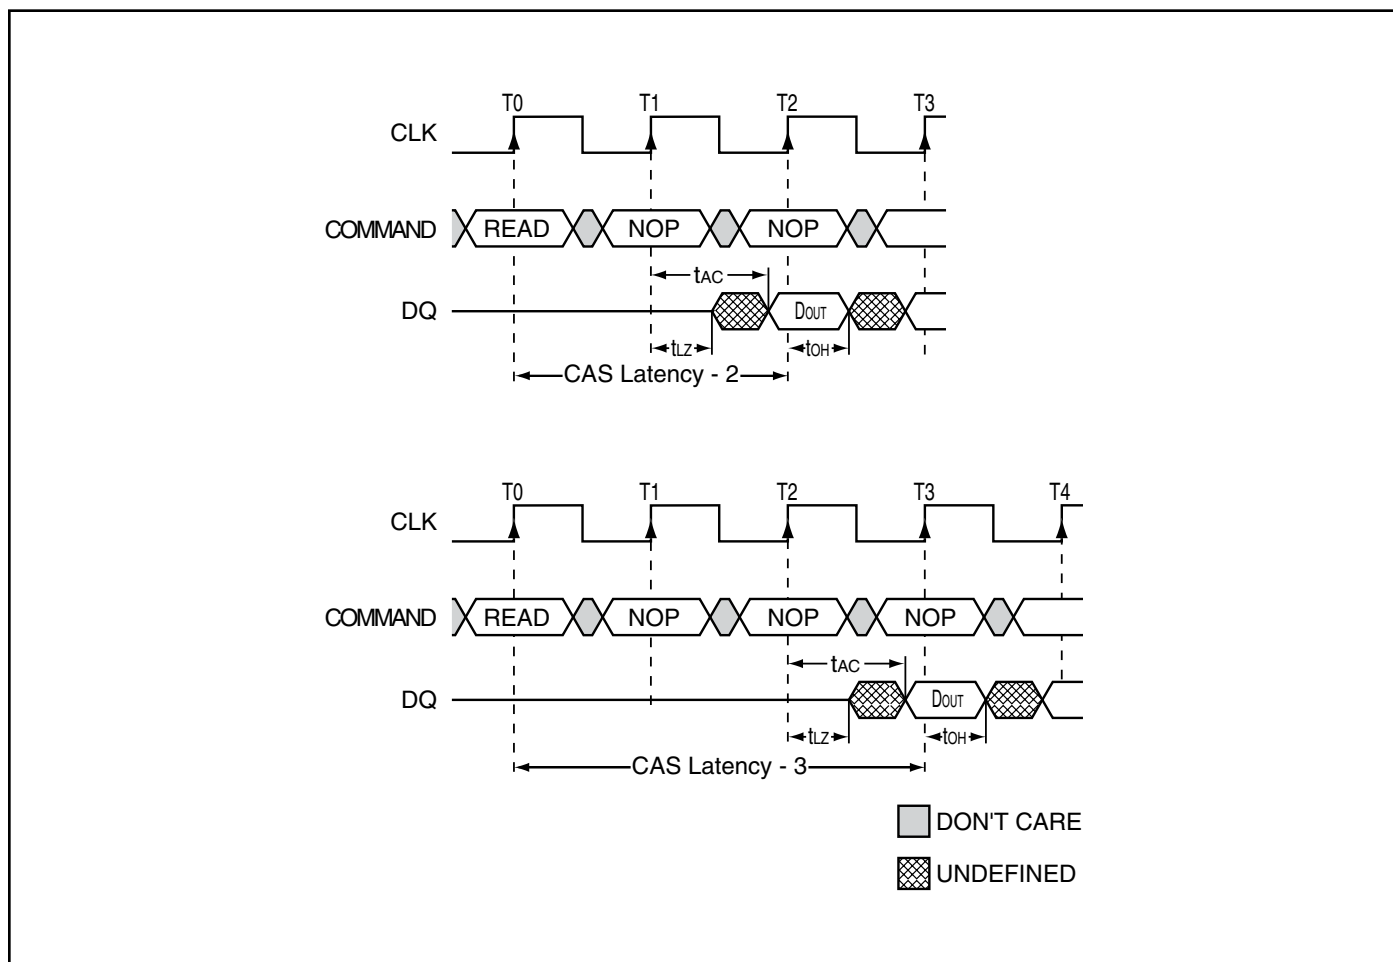 T0 T1 T2 T3
CLK
COMMAND READ NOP NOP
tAC
DQ DOUT
tLZ tOH
CAS Latency - 2
T0 T1 T2 T3 T4
CLK
COMMAND READ NOP NOP NOP
tAC
DQ DOUT
tLZ tOH
CAS Latency - 3
DON'T CARE
UNDEFINED